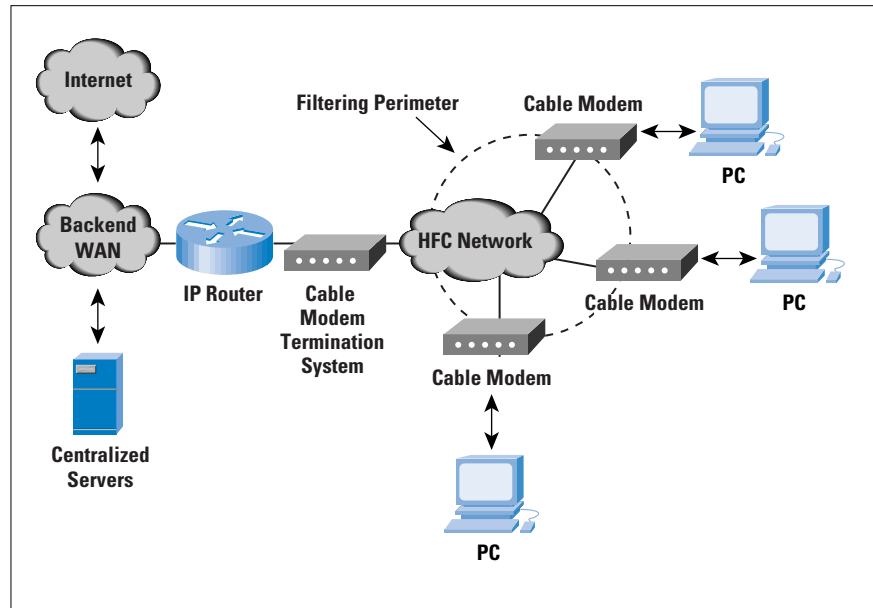 Internet
Backend
WAN
Centralized
Servers
IP Router
Cable
Modem
Termination
System
Filtering Perimeter
HFC Network
Cable Modem
PC
Cable Modem
PC
Cable Modem
PC